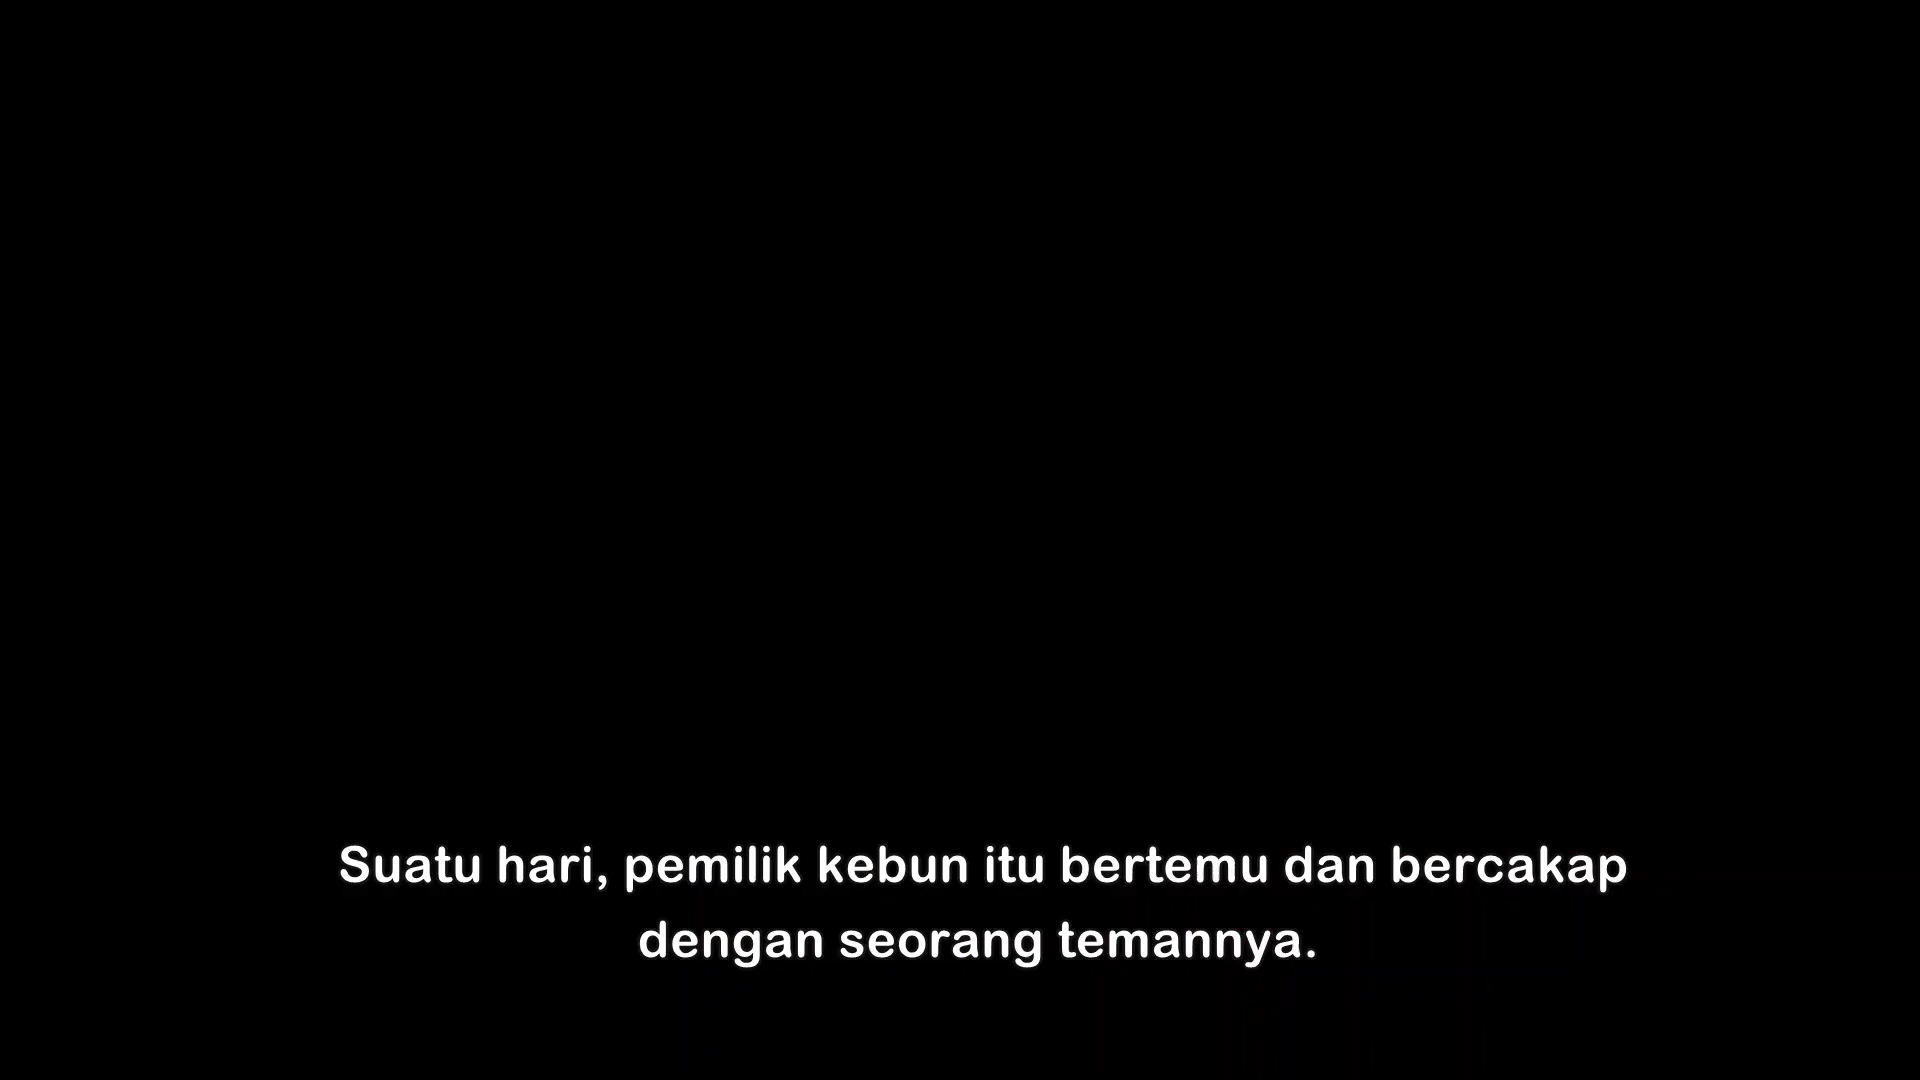 Suatu hari, pemilik kebun itu bertemu dan bercakap
dengan seorang temannya.